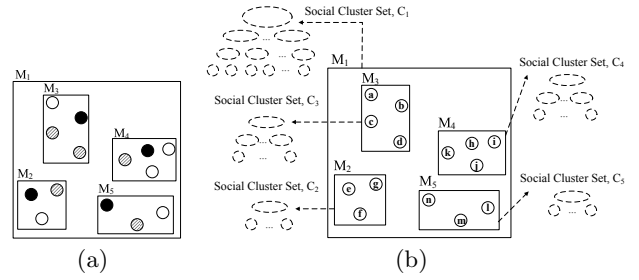 Social Cluster Set, C1
...
...
...
M1
M3
M4
M2
M5
(a)
M1
M3
a
b
c
d
Social Cluster Set, C3
...
...
Social Cluster Set, C4
...
...
M4
h
i
k
j
M2
e
g
f
Social Cluster Set, C2
...
M5
n
l
m
Social Cluster Set, C5
...
(b)